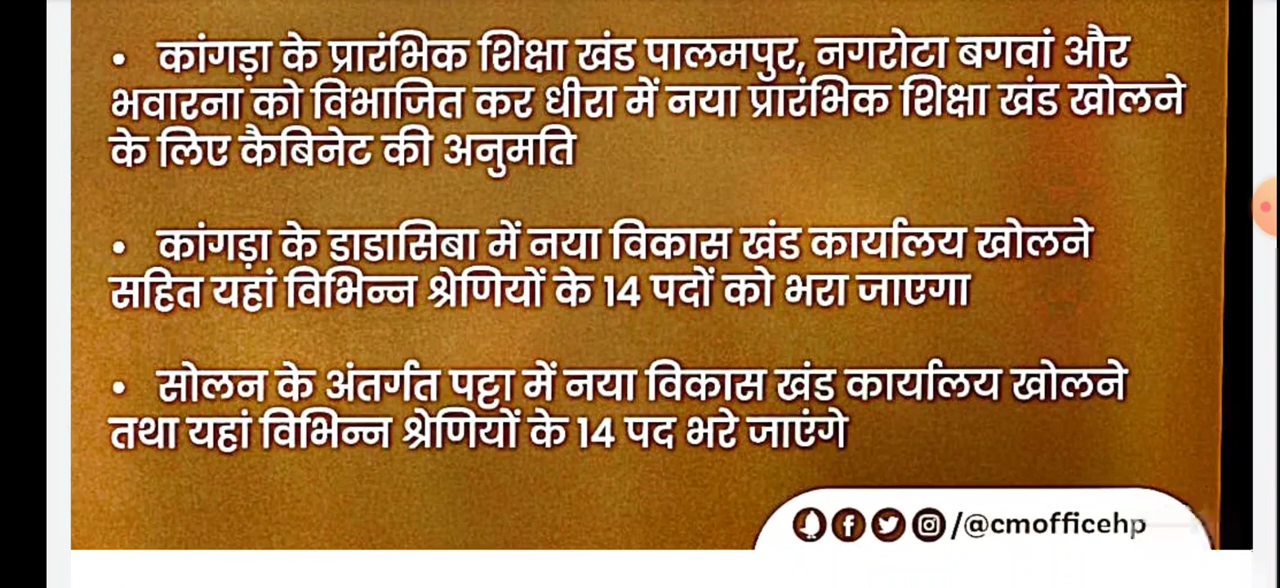 • कांगड़ा के प्रारंभिक शिक्षा खंड पालमपुर, नगरोटा बगवां और
भवारना को विभाजित कर धीरा में नया प्रारंभिक शिक्षा खंड खोलने
के लिए कैबिनेट की अनुमति
• कांगड़ा के डाडासिबा में नया विकास खंड कार्यालय खोलने
सहित यहां विभिन्न श्रेणियों के 14 पदों को भरा जाएगा
• सोलन के अंतर्गत पट्टा में नया विकास खंड कार्यालय खोलने
तथा यहां विभिन्न श्रेणियों के 14 पद भरे जाएंगे
/@cmofficehp